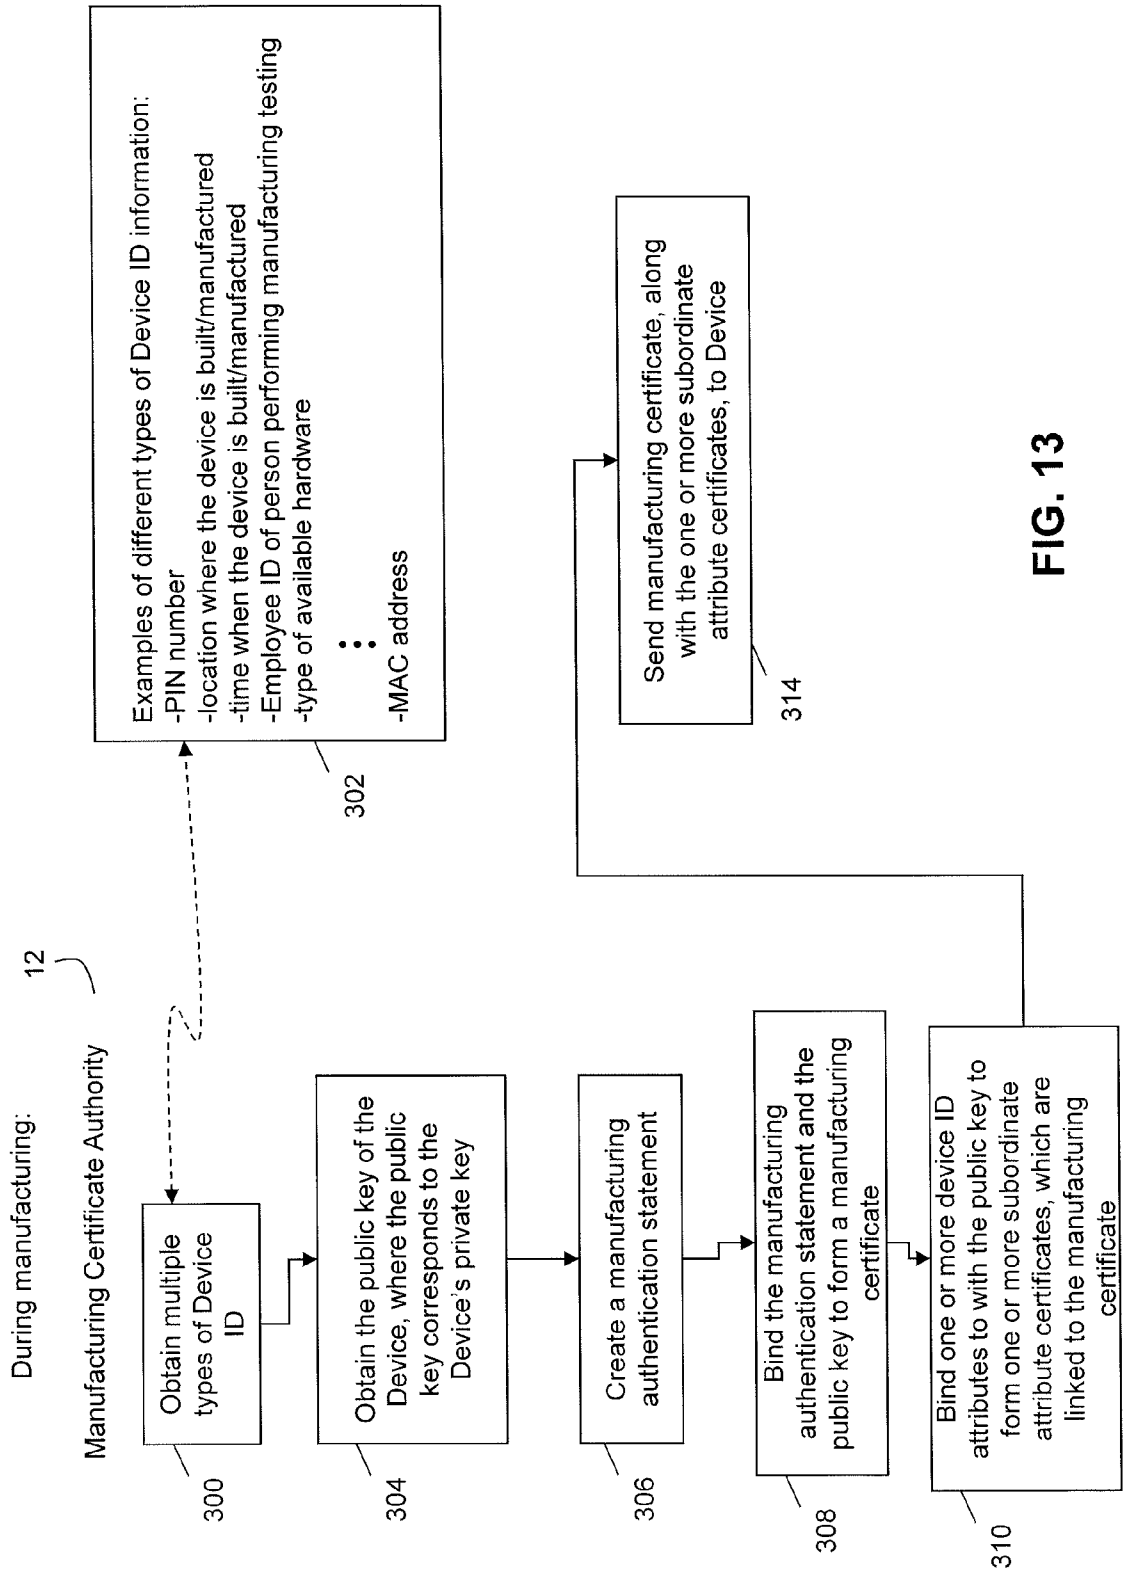 During manufacturing:
Manufacturing Certificate Authority
12
Obtain multiple
types of Device
ID
300
Examples of different types of Device ID information:
-PIN number
-location where the device is built/manufactured
-time when the device is built/manufactured
-Employee ID of person performing manufacturing testing
-type of available hardware
-MAC address
302
Obtain the public key of the
Device, where the public
key corresponds to the
Device's private key
304
Create a manufacturing
authentication statement
306
Bind the manufacturing
authentication statement and the
public key to form a manufacturing
certificate
308
Bind one or more device ID
attributes to with the public key to
form one or more subordinate
attribute certificates, which are
linked to the manufacturing
certificate
310
Send manufacturing certificate, along
with the one or more subordinate
attribute certificates, to Device
314
FIG. 13